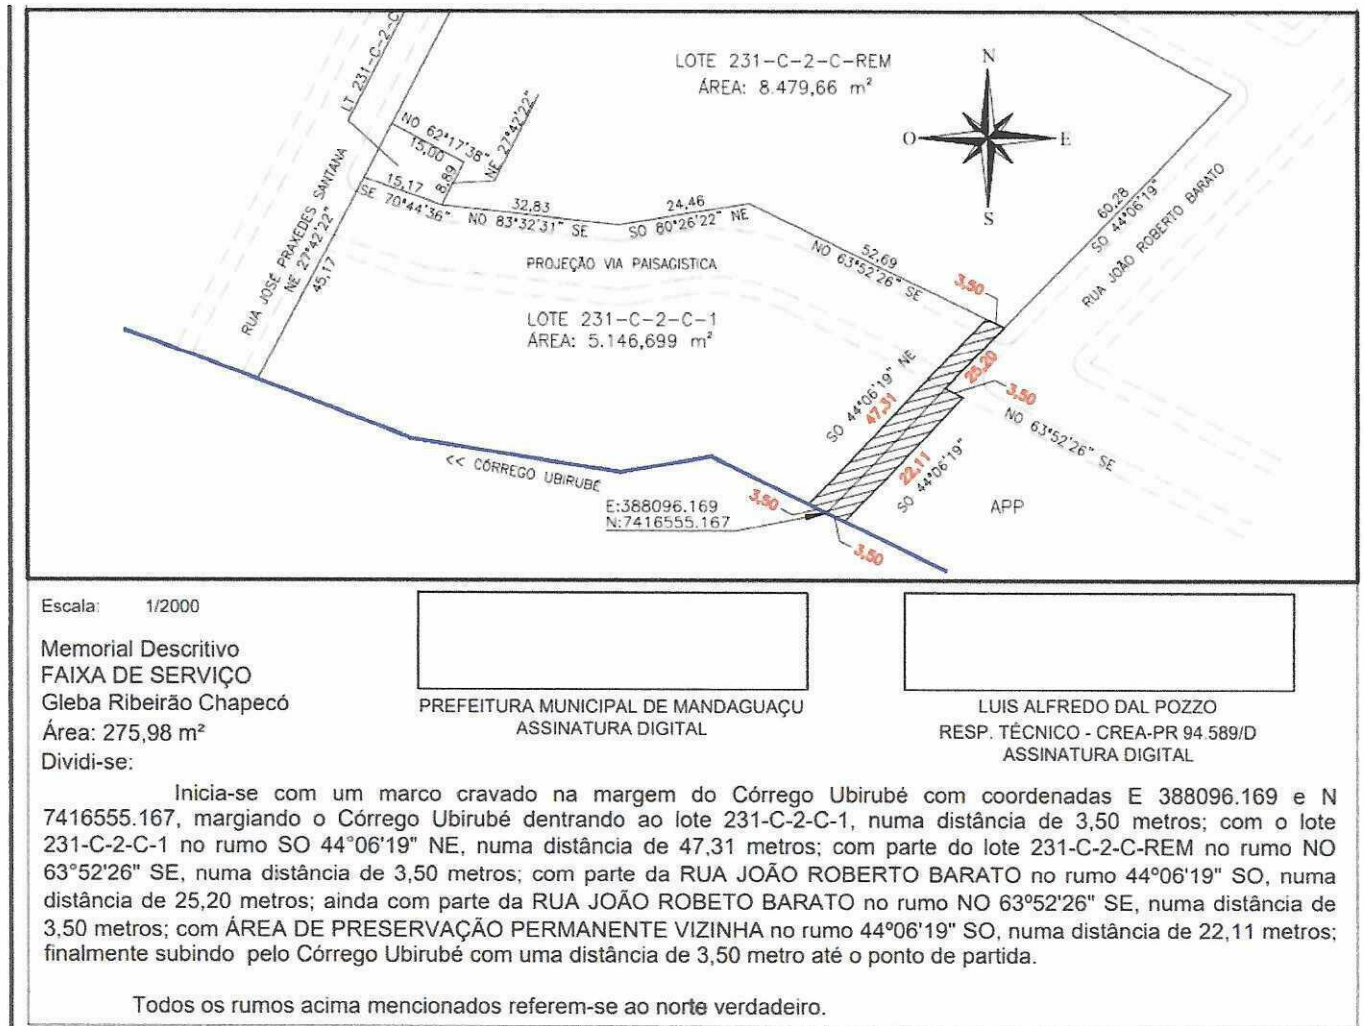 LOTE 231-C-2-C-REM
ÁREA: 8.479,66 m²
N
O
E
S
LT 231-C-2-C
NO 62°17'38"
15,00
8,89
NE 27°42'22"
15,17
SE 70°44'36"
32,83
NO 83°32'31" SE
24,46
SO 80°26'22" NE
52,69
NO 63°52'26" SE
60,28
SO 44°06'19"
RUA JOÃO ROBERTO BARATO
RUA JOSÉ PRAXEDES SANTANA
NE 27°42'22"
45,17
PROJEÇÃO VIA PAISAGISTICA
LOTE 231-C-2-C-1
ÁREA: 5.146,699 m²
3,50
25,20
3,50
SO 44°06'19" NE
47,31
NO 63°52'26" SE
22,11
SO 44°06'19"
APP
<< CÓRREGO UBIRUBÉ
3,50
E:388096.169
N:7416555.167
3,50
Escala: 1/2000
Memorial Descritivo
FAIXA DE SERVIÇO
Gleba Ribeirão Chapecó
Área: 275,98 m²
Dividi-se:
PREFEITURA MUNICIPAL DE MANDAGUAÇU
ASSINATURA DIGITAL
LUIS ALFREDO DAL POZZO
RESP. TÉCNICO - CREA-PR 94.589/D
ASSINATURA DIGITAL
Inicia-se com um marco cravado na margem do Córrego Ubirubé com coordenadas E 388096.169 e N
7416555.167, margiando o Córrego Ubirubé dentrando ao lote 231-C-2-C-1, numa distância de 3,50 metros; com o lote
231-C-2-C-1 no rumo SO 44°06'19" NE, numa distância de 47,31 metros; com parte do lote 231-C-2-C-REM no rumo NO
63°52'26" SE, numa distância de 3,50 metros; com parte da RUA JOÃO ROBERTO BARATO no rumo 44º06'19" SO, numa
distância de 25,20 metros; ainda com parte da RUA JOÃO ROBETO BARATO no rumo NO 63º52'26" SE, numa distância de
3,50 metros; com ÁREA DE PRESERVAÇÃO PERMANENTE VIZINHA no rumo 44º06'19" SO, numa distância de 22,11 metros;
finalmente subindo pelo Córrego Ubirubé com uma distância de 3,50 metro até o ponto de partida.
Todos os rumos acima mencionados referem-se ao norte verdadeiro.